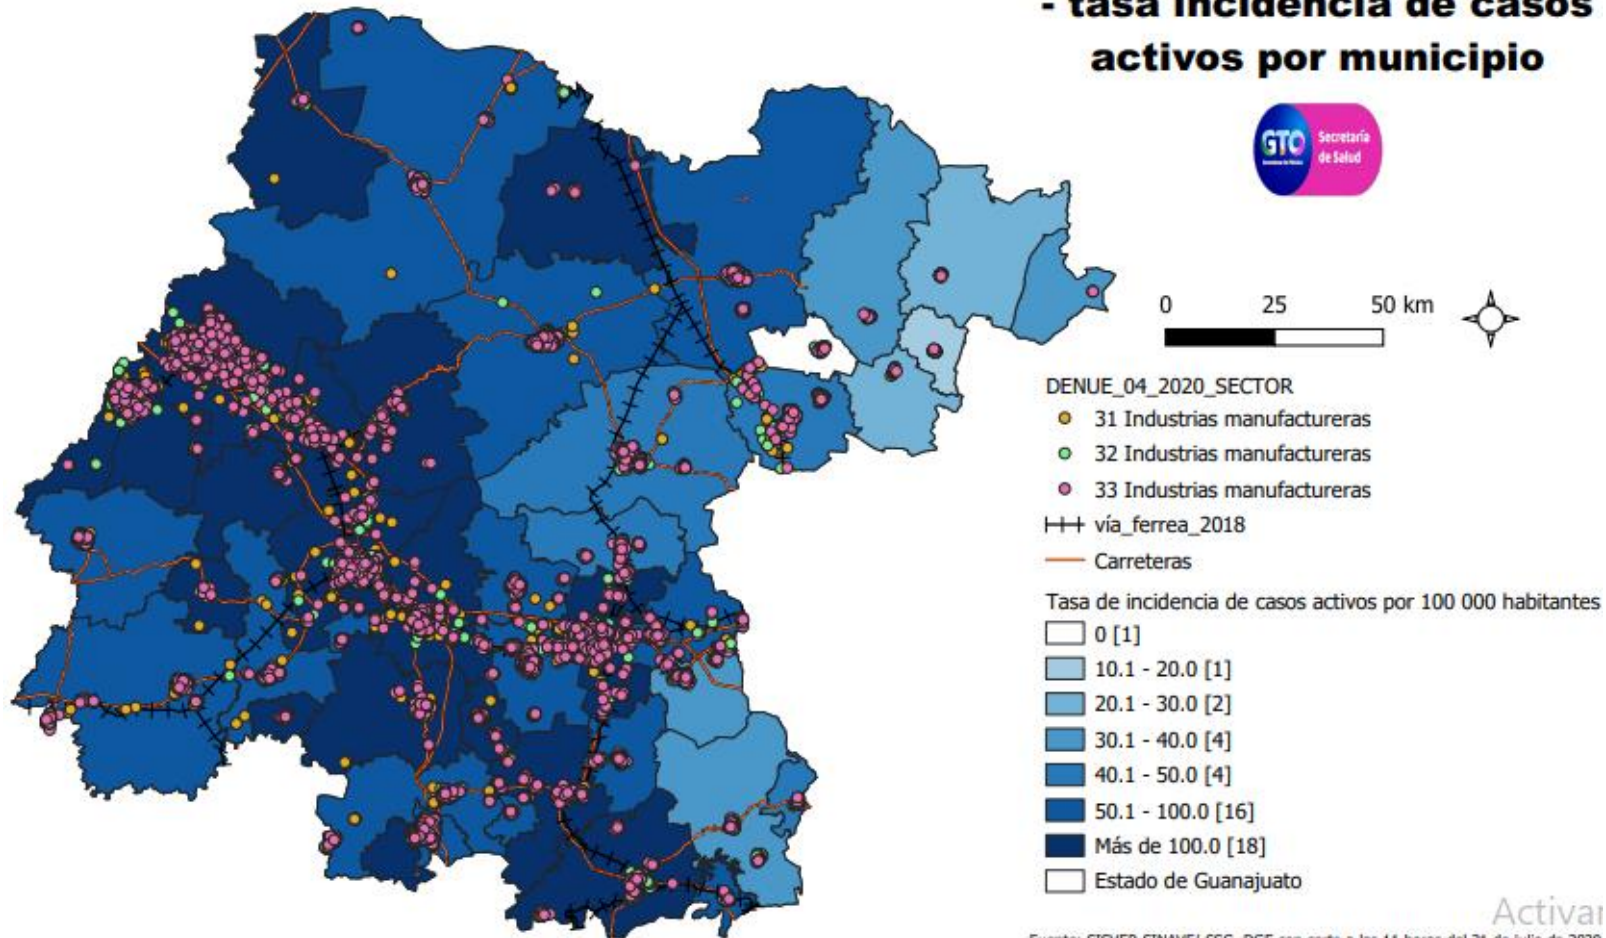 - tasa incidencia de casos
activos por municipio
GTO
Secretaría
de Salud
0 25 50 km
DENUE_04_2020_SECTOR
31 Industrias manufactureras
32 Industrias manufactureras
33 Industrias manufactureras
vía_ferrea_2018
Carreteras
Tasa de incidencia de casos activos por 100 000 habitantes
0 [1]
10.1 - 20.0 [1]
20.1 - 30.0 [2]
30.1 - 40.0 [4]
40.1 - 50.0 [4]
50.1 - 100.0 [16]
Más de 100.0 [18]
Estado de Guanajuato
Activar